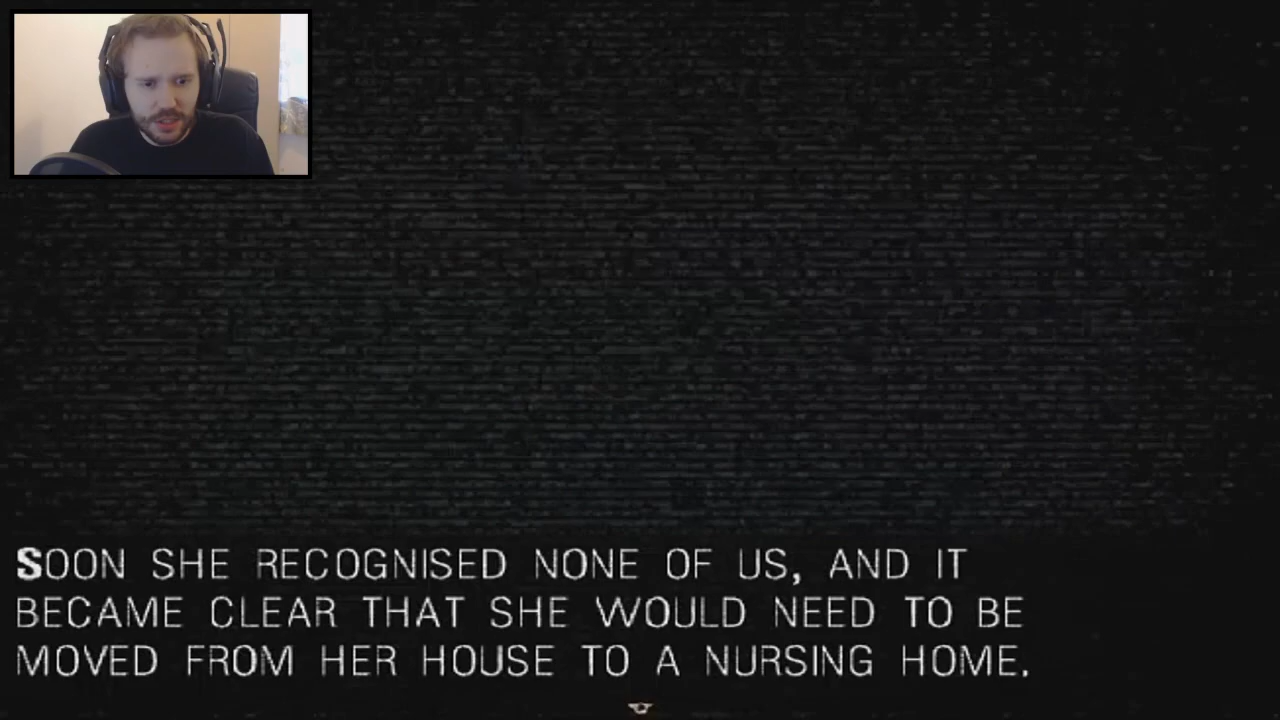 SOON SHE RECOGNISED NONE OF US, AND IT
BECAME CLEAR THAT SHE WOULD NEED TO BE
MOVED FROM HER HOUSE TO A NURSING HOME.